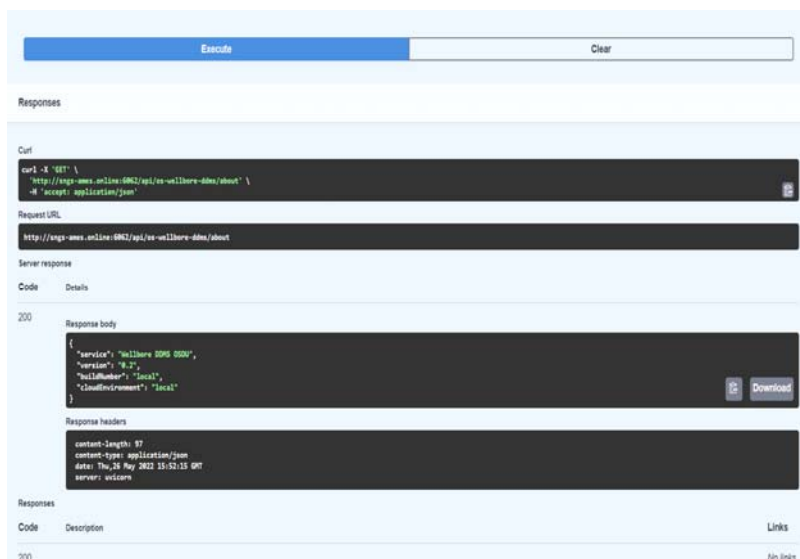 Execute
Clear
Responses
Curl
curl -X 'GET' \
'http://sngs-ames.online:6062/api/os-wellbore-ddms/about' \
-H 'accept: application/json'
Request URL
http://sngs-ames.online:6062/api/os-wellbore-ddms/about
Server response
Code Details
200
Response body
{
"service": "Wellbore DDMS OSDU",
"version": "0.2",
"buildNumber": "local",
"cloudEnvironment": "local"
}
Download
Response headers
content-length: 97
content-type: application/json
date: Thu,26 May 2022 15:52:15 GMT
server: uvicorn
Responses
Code Description Links
200 No links